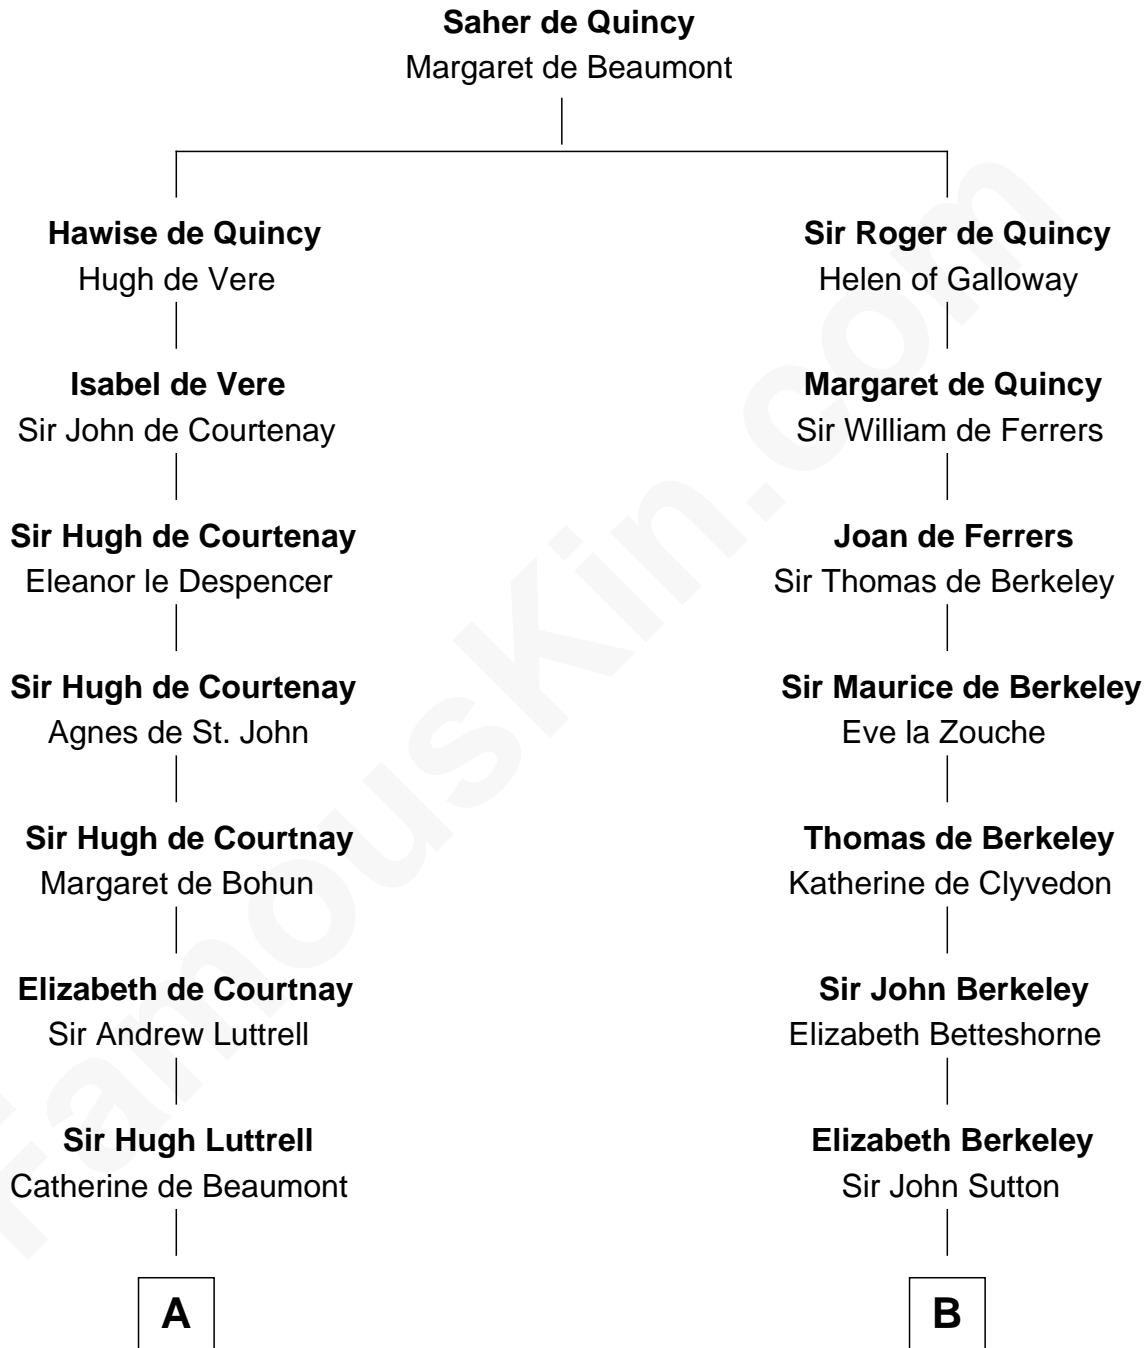 Saher de Quincy
Margaret de Beaumont
Hawise de Quincy
Hugh de Vere
Isabel de Vere
Sir John de Courtenay
Sir Hugh de Courtenay
Eleanor le Despencer
Sir Hugh de Courtenay
Agnes de St. John
Sir Hugh de Courtnay
Margaret de Bohun
Elizabeth de Courtnay
Sir Andrew Luttrell
Sir Hugh Luttrell
Catherine de Beaumont
A
Sir Roger de Quincy
Helen of Galloway
Margaret de Quincy
Sir William de Ferrers
Joan de Ferrers
Sir Thomas de Berkeley
Sir Maurice de Berkeley
Eve la Zouche
Thomas de Berkeley
Katherine de Clyvedon
Sir John Berkeley
Elizabeth Betteshorne
Elizabeth Berkeley
Sir John Sutton
B
FamousKin.com